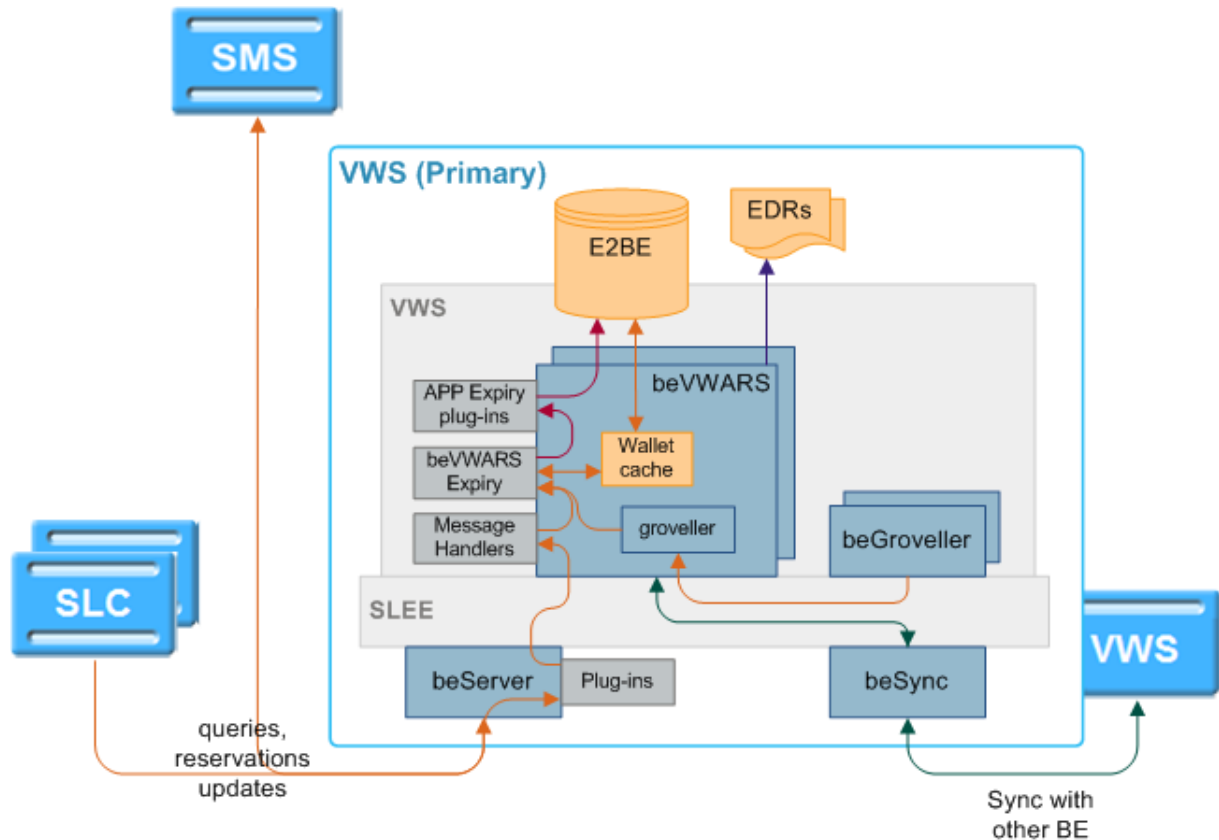 SMS
VWS (Primary)
EDRs
E2BE
VWS
beVWARS
APP Expiry
plug-ins
Wallet
cache
beVWARS
Expiry
Message
Handlers
groveller
beGroveller
SLC
SLEE
VWS
beServer
Plug-ins
beSync
queries,
reservations
updates
Sync with
other BE